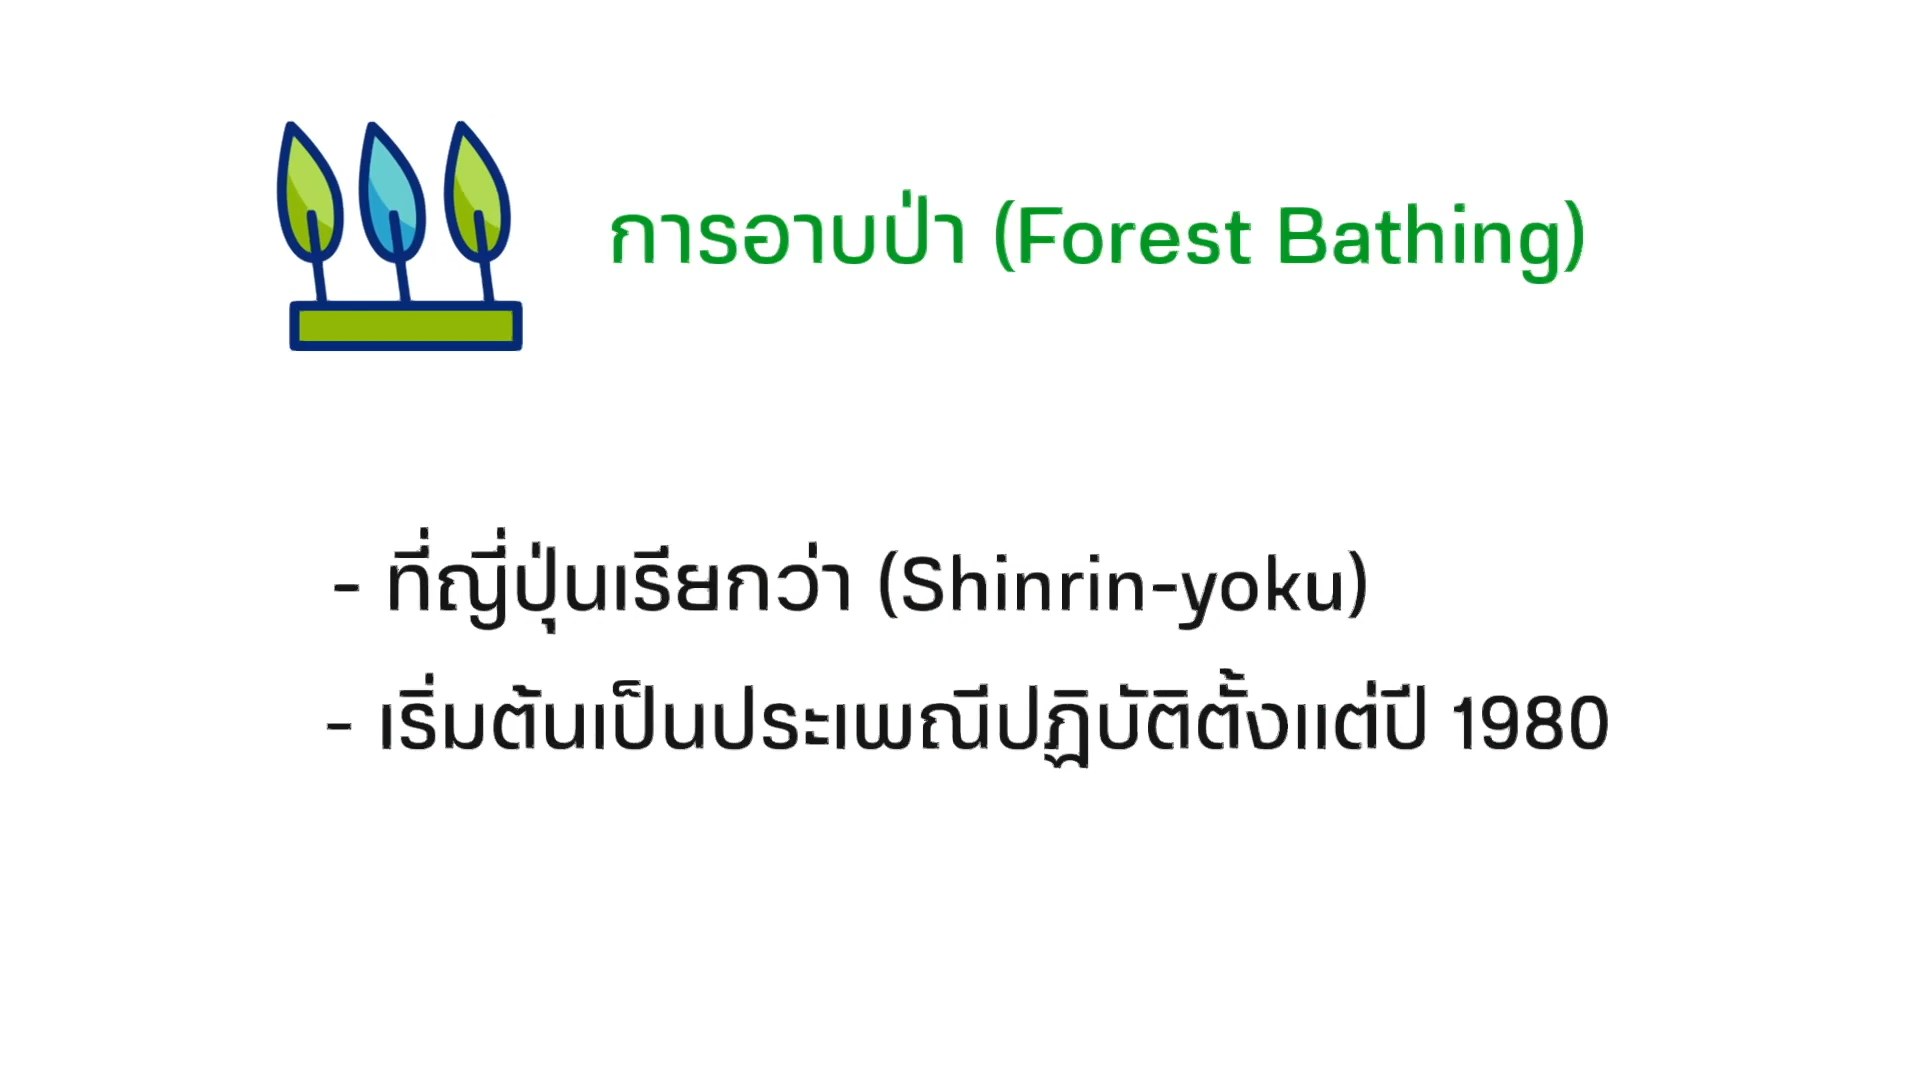 การอาบป่า (Forest Bathing)
- ที่ญี่ปุ่นเรียกว่า (Shinrin-yoku)
- เริ่มต้นเป็นประเพณีปฏิบัติตั้งแต่ปี 1980